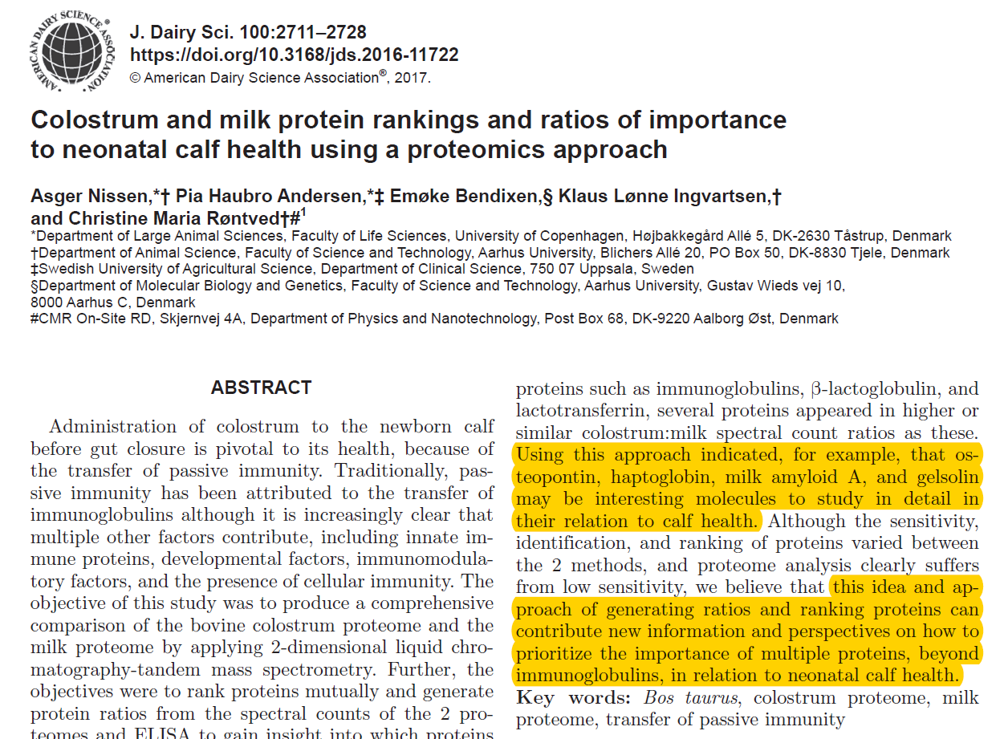 AMERICAN DAIRY SCIENCE ASSOCIATION®
J. Dairy Sci. 100:2711–2728
https://doi.org/10.3168/jds.2016-11722
© American Dairy Science Association®, 2017.
Colostrum and milk protein rankings and ratios of importance
to neonatal calf health using a proteomics approach
Asger Nissen,*† Pia Haubro Andersen,*‡ Emøke Bendixen,§ Klaus Lønne Ingvartsen,†
and Christine Maria Røntved†#1
*Department of Large Animal Sciences, Faculty of Life Sciences, University of Copenhagen, Højbakkegård Allé 5, DK-2630 Tåstrup, Denmark
†Department of Animal Science, Faculty of Science and Technology, Aarhus University, Blichers Allé 20, PO Box 50, DK-8830 Tjele, Denmark
‡Swedish University of Agricultural Science, Department of Clinical Science, 750 07 Uppsala, Sweden
§Department of Molecular Biology and Genetics, Faculty of Science and Technology, Aarhus University, Gustav Wieds vej 10,
8000 Aarhus C, Denmark
#CMR On-Site RD, Skjernvej 4A, Department of Physics and Nanotechnology, Post Box 68, DK-9220 Aalborg Øst, Denmark
ABSTRACT
Administration of colostrum to the newborn calf
before gut closure is pivotal to its health, because of
the transfer of passive immunity. Traditionally, pas-
sive immunity has been attributed to the transfer of
immunoglobulins although it is increasingly clear that
multiple other factors contribute, including innate im-
mune proteins, developmental factors, immunomodula-
tory factors, and the presence of cellular immunity. The
objective of this study was to produce a comprehensive
comparison of the bovine colostrum proteome and the
milk proteome by applying 2-dimensional liquid chro-
matography-tandem mass spectrometry. Further, the
objectives were to rank proteins mutually and generate
protein ratios from the spectral counts of the 2 pro-
teomes and ELISA to gain insight into which proteins
proteins such as immunoglobulins, β-lactoglobulin, and
lactotransferrin, several proteins appeared in higher or
similar colostrum:milk spectral count ratios as these.
Using this approach indicated, for example, that os-
teopontin, haptoglobin, milk amyloid A, and gelsolin
may be interesting molecules to study in detail in
their relation to calf health. Although the sensitivity,
identification, and ranking of proteins varied between
the 2 methods, and proteome analysis clearly suffers
from low sensitivity, we believe that this idea and ap-
proach of generating ratios and ranking proteins can
contribute new information and perspectives on how to
prioritize the importance of multiple proteins, beyond
immunoglobulins, in relation to neonatal calf health.
Key words: Bos taurus, colostrum proteome, milk
proteome, transfer of passive immunity